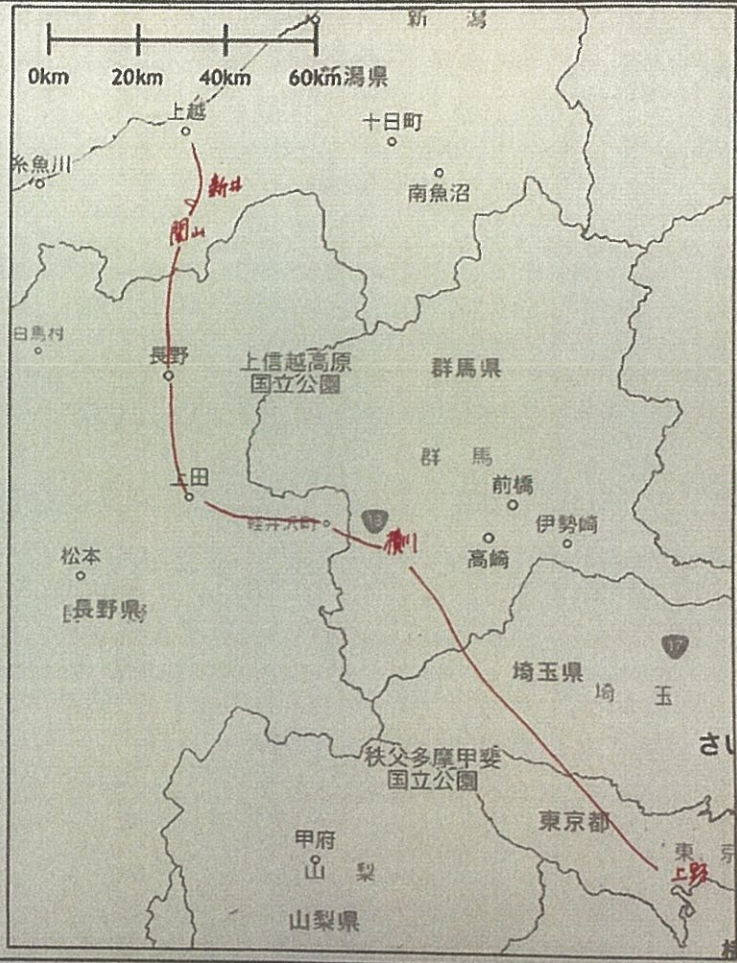 新潟
0km 20km 40km 60km
新潟県
上越
十日町
糸魚川
新井
南魚沼
関山
白馬村
長野
上信越高原
国立公園
群馬県
群馬
上田
前橋
軽井沢町
18
横川
伊勢崎
高崎
松本
長野県
17
埼玉県
埼玉
さい
秩父多摩甲斐
国立公園
東京都
甲府
東京
上野
山梨
山梨県